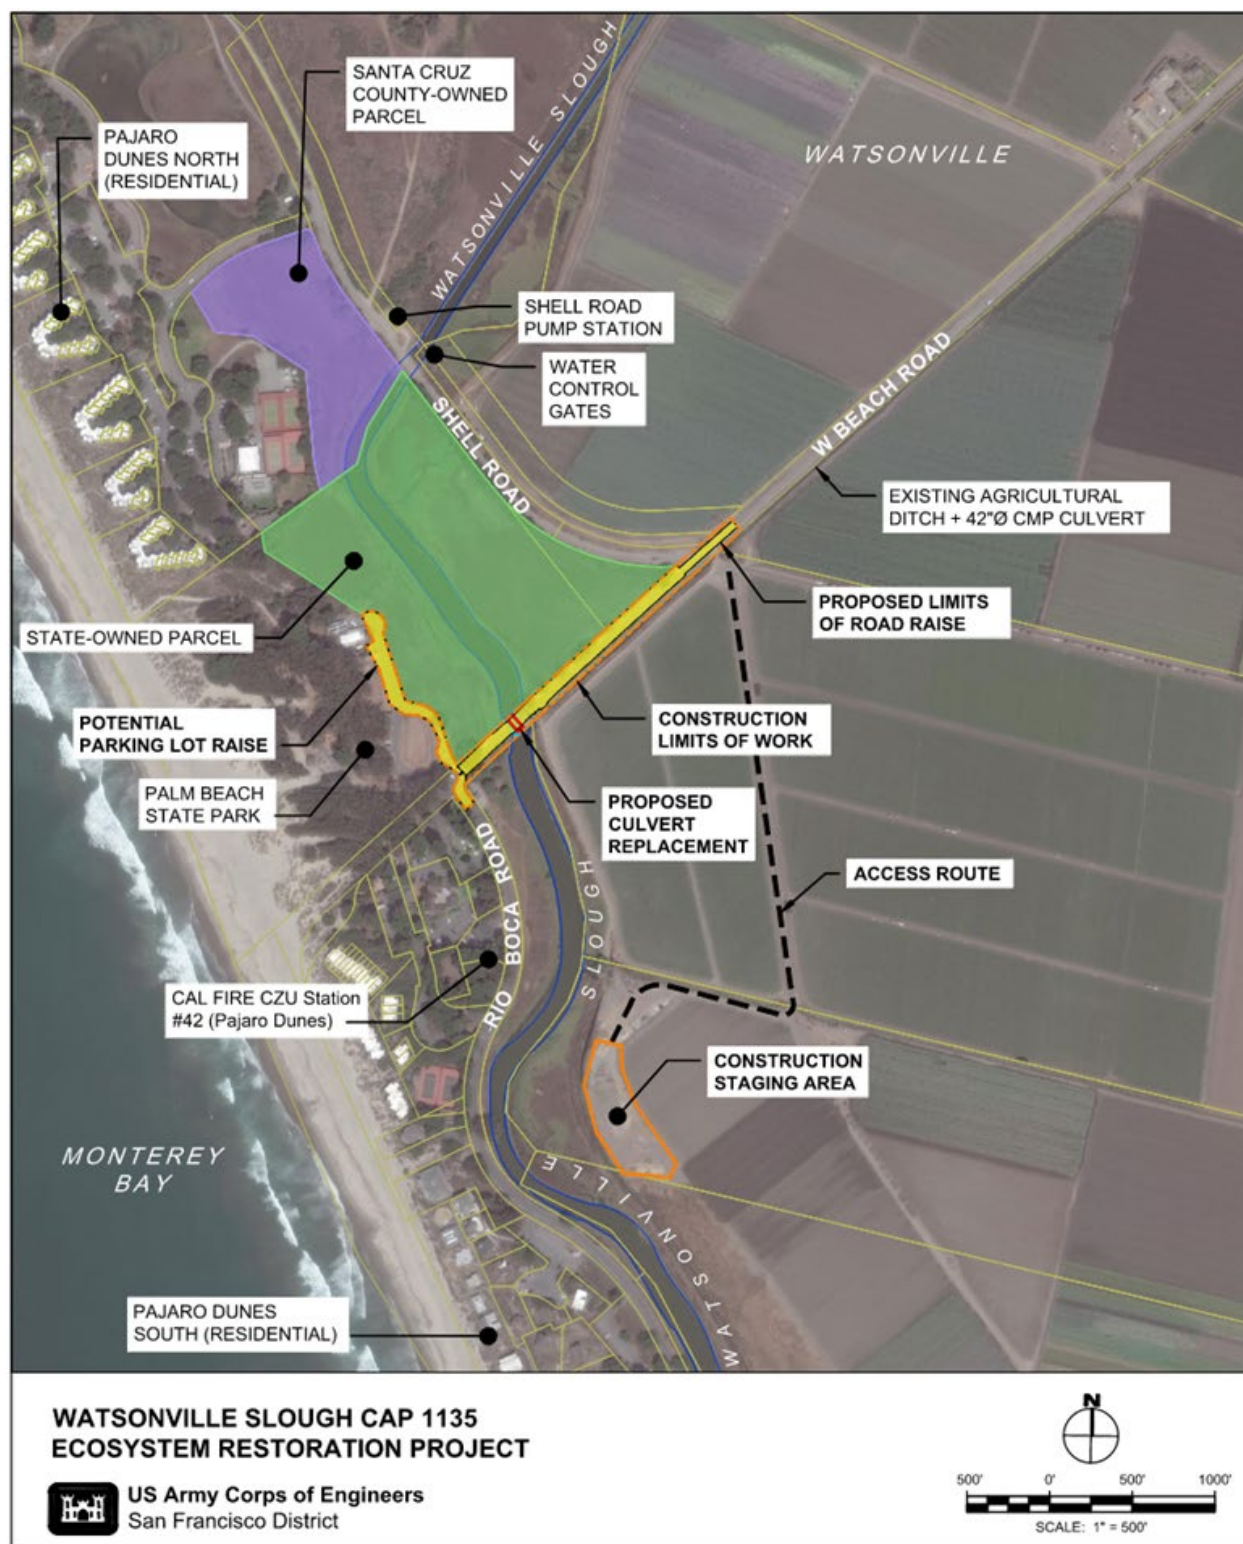 SANTA CRUZ
COUNTY-OWNED
PARCEL
PAJARO
DUNES NORTH
(RESIDENTIAL)
WATSONVILLE SLOUGH
WATSONVILLE
SHELL ROAD
PUMP STATION
WATER
CONTROL
GATES
SHELL ROAD
W BEACH ROAD
EXISTING AGRICULTURAL
DITCH + 42"Ø CMP CULVERT
PROPOSED LIMITS
OF ROAD RAISE
STATE-OWNED PARCEL
POTENTIAL
PARKING LOT RAISE
CONSTRUCTION
LIMITS OF WORK
PALM BEACH
STATE PARK
PROPOSED
CULVERT
REPLACEMENT
ACCESS ROUTE
RIO BOCA ROAD
WATSONVILLE SLOUGH
CAL FIRE CZU Station
#42 (Pajaro Dunes)
CONSTRUCTION
STAGING AREA
MONTEREY
BAY
PAJARO DUNES
SOUTH (RESIDENTIAL)
WATSONVILLE SLOUGH CAP 1135
ECOSYSTEM RESTORATION PROJECT
US Army Corps of Engineers
San Francisco District
N
500' 0' 500' 1000'
SCALE: 1" = 500'